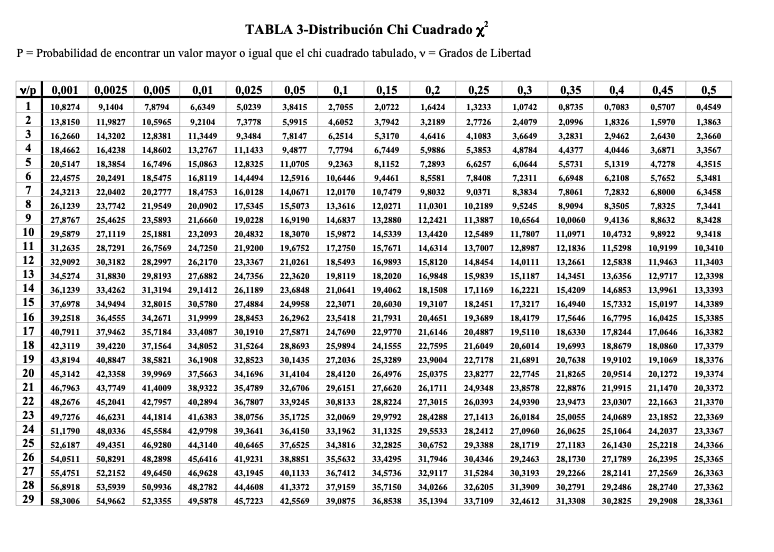 TABLA 3-Distribución Chi Cuadrado χ²
P = Probabilidad de encontrar un valor mayor o igual que el chi cuadrado tabulado, ν = Grados de Libertad
ν/p 0,001 0,0025 0,005 0,01 0,025 0,05 0,1 0,15 0,2 0,25 0,3 0,35 0,4 0,45 0,5
1 10,8274 9,1404 7,8794 6,6349 5,0239 3,8415 2,7055 2,0722 1,6424 1,3233 1,0742 0,8735 0,7083 0,5707 0,4549
2 13,8150 11,9827 10,5965 9,2104 7,3778 5,9915 4,6052 3,7942 3,2189 2,7726 2,4079 2,0996 1,8326 1,5970 1,3863
3 16,2660 14,3202 12,8381 11,3449 9,3484 7,8147 6,2514 5,3170 4,6416 4,1083 3,6649 3,2831 2,9462 2,6430 2,3660
4 18,4662 16,4238 14,8602 13,2767 11,1433 9,4877 7,7794 6,7449 5,9886 5,3853 4,8784 4,4377 4,0446 3,6871 3,3567
5 20,5147 18,3854 16,7496 15,0863 12,8325 11,0705 9,2363 8,1152 7,2893 6,6257 6,0644 5,5731 5,1319 4,7278 4,3515
6 22,4575 20,2491 18,5475 16,8119 14,4494 12,5916 10,6446 9,4461 8,5581 7,8408 7,2311 6,6948 6,2108 5,7652 5,3481
7 24,3213 22,0402 20,2777 18,4753 16,0128 14,0671 12,0170 10,7479 9,8032 9,0371 8,3834 7,8061 7,2832 6,8000 6,3458
8 26,1239 23,7742 21,9549 20,0902 17,5345 15,5073 13,3616 12,0271 11,0301 10,2189 9,5245 8,9094 8,3505 7,8325 7,3441
9 27,8767 25,4625 23,5893 21,6660 19,0228 16,9190 14,6837 13,2880 12,2421 11,3887 10,6564 10,0060 9,4136 8,8632 8,3428
10 29,5879 27,1119 25,1881 23,2093 20,4832 18,3070 15,9872 14,5339 13,4420 12,5489 11,7807 11,0971 10,4732 9,8922 9,3418
11 31,2635 28,7291 26,7569 24,7250 21,9200 19,6752 17,2750 15,7671 14,6314 13,7007 12,8987 12,1836 11,5298 10,9199 10,3410
12 32,9092 30,3182 28,2997 26,2170 23,3367 21,0261 18,5493 16,9893 15,8120 14,8454 14,0111 13,2661 12,5838 11,9463 11,3403
13 34,5274 31,8830 29,8193 27,6882 24,7356 22,3620 19,8119 18,2020 16,9848 15,9839 15,1187 14,3451 13,6356 12,9717 12,3398
14 36,1239 33,4262 31,3194 29,1412 26,1189 23,6848 21,0641 19,4062 18,1508 17,1169 16,2221 15,4209 14,6853 13,9961 13,3393
15 37,6978 34,9494 32,8015 30,5780 27,4884 24,9958 22,3071 20,6030 19,3107 18,2451 17,3217 16,4940 15,7332 15,0197 14,3389
16 39,2518 36,4555 34,2671 31,9999 28,8453 26,2962 23,5418 21,7931 20,4651 19,3689 18,4179 17,5646 16,7795 16,0425 15,3385
17 40,7911 37,9462 35,7184 33,4087 30,1910 27,5871 24,7690 22,9770 21,6146 20,4887 19,5110 18,6330 17,8244 17,0646 16,3382
18 42,3119 39,4220 37,1564 34,8052 31,5264 28,8693 25,9894 24,1555 22,7595 21,6049 20,6014 19,6993 18,8679 18,0860 17,3379
19 43,8194 40,8847 38,5821 36,1908 32,8523 30,1435 27,2036 25,3289 23,9004 22,7178 21,6891 20,7638 19,9102 19,1069 18,3376
20 45,3142 42,3358 39,9969 37,5663 34,1696 31,4104 28,4120 26,4976 25,0375 23,8277 22,7745 21,8265 20,9514 20,1272 19,3374
21 46,7963 43,7749 41,4009 38,9322 35,4789 32,6706 29,6151 27,6620 26,1711 24,9348 23,8578 22,8876 21,9915 21,1470 20,3372
22 48,2676 45,2041 42,7957 40,2894 36,7807 33,9245 30,8133 28,8224 27,3015 26,0393 24,9390 23,9473 23,0307 22,1663 21,3370
23 49,7276 46,6231 44,1814 41,6383 38,0756 35,1725 32,0069 29,9792 28,4288 27,1413 26,0184 25,0055 24,0689 23,1852 22,3369
24 51,1790 48,0336 45,5584 42,9798 39,3641 36,4150 33,1962 31,1325 29,5533 28,2412 27,0960 26,0625 25,1064 24,2037 23,3367
25 52,6187 49,4351 46,9280 44,3140 40,6465 37,6525 34,3816 32,2825 30,6752 29,3388 28,1719 27,1183 26,1430 25,2218 24,3366
26 54,0511 50,8291 48,2898 45,6416 41,9231 38,8851 35,5632 33,4295 31,7946 30,4346 29,2463 28,1730 27,1789 26,2395 25,3365
27 55,4751 52,2152 49,6450 46,9628 43,1945 40,1133 36,7412 34,5736 32,9117 31,5284 30,3193 29,2266 28,2141 27,2569 26,3363
28 56,8918 53,5939 50,9936 48,2782 44,4608 41,3372 37,9159 35,7150 34,0266 32,6205 31,3909 30,2791 29,2486 28,2740 27,3362
29 58,3006 54,9662 52,3355 49,5878 45,7223 42,5569 39,0875 36,8538 35,1394 33,7109 32,4612 31,3308 30,2825 29,2908 28,3361